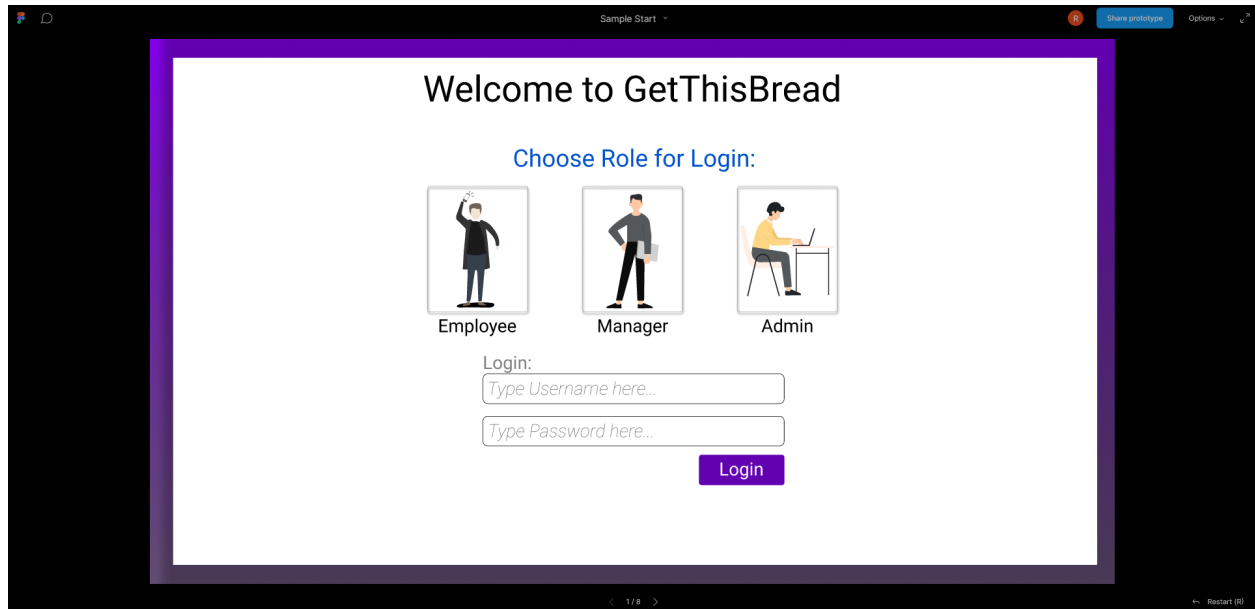 Sample Start
R
Share prototype
Options
Welcome to GetThisBread
Choose Role for Login:
Employee
Manager
Admin
Login:
Type Username here...
Type Password here...
Login
1 / 8
Restart (R)